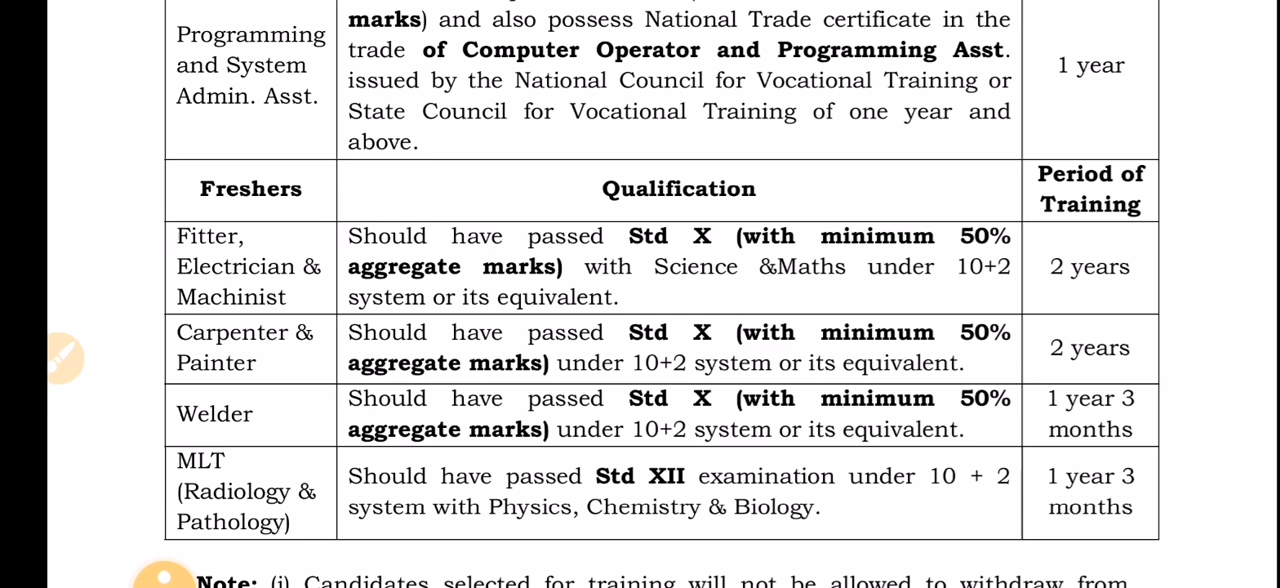 marks) and also possess National Trade certificate in the
Programming
and System
Admin. Asst.
trade of Computer Operator and Programming Asst.
issued by the National Council for Vocational Training or
State Council for Vocational Training of one year and
above.
1 year
Freshers
Qualification
Period of
Training
Fitter,
Electrician &
Machinist
Should have passed Std X (with minimum 50%
aggregate marks) with Science &Maths under 10+2
system or its equivalent.
2 years
Carpenter &
Painter
Should have passed Std X (with minimum 50%
aggregate marks) under 10+2 system or its equivalent.
2 years
Welder
Should have passed Std X (with minimum 50%
aggregate marks) under 10+2 system or its equivalent.
1 year 3
months
MLT
(Radiology &
Pathology)
Should have passed Std XII examination under 10 + 2
system with Physics, Chemistry & Biology.
1 year 3
months
Note: (i) Candidates selected for training will not be allowed to withdraw from